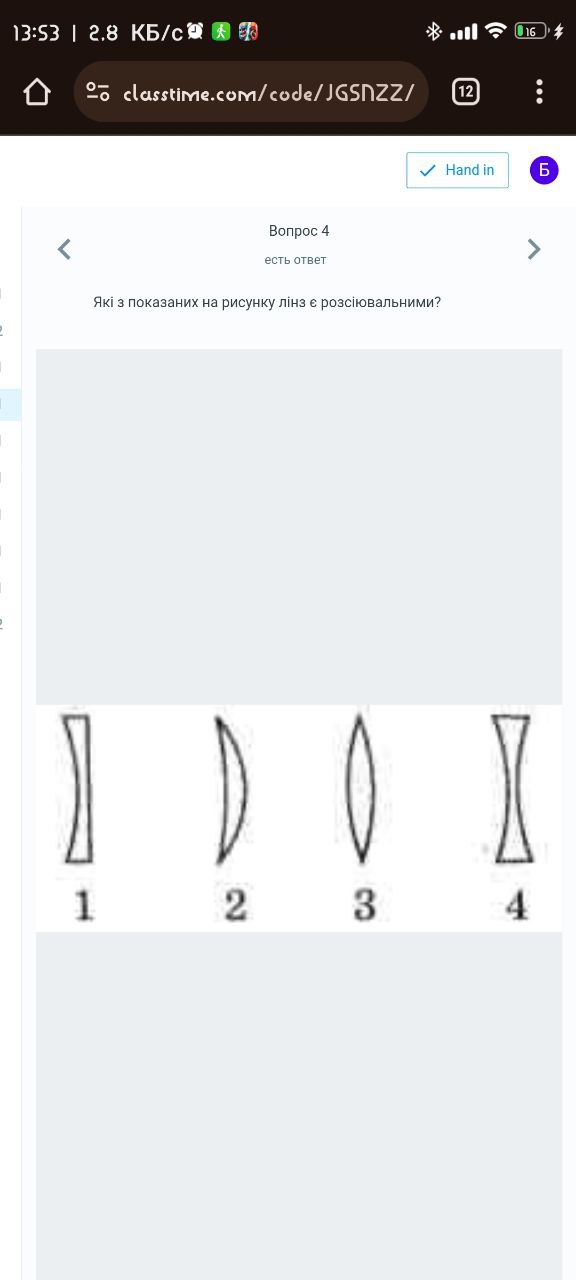 13:53 | 2.8 КБ/с
16
classtime.com/code/JGSNZZ/
12
Hand in
Б
Вопрос 4
есть ответ
Які з показаних на рисунку лінз є розсіювальними?
1 2 3 4